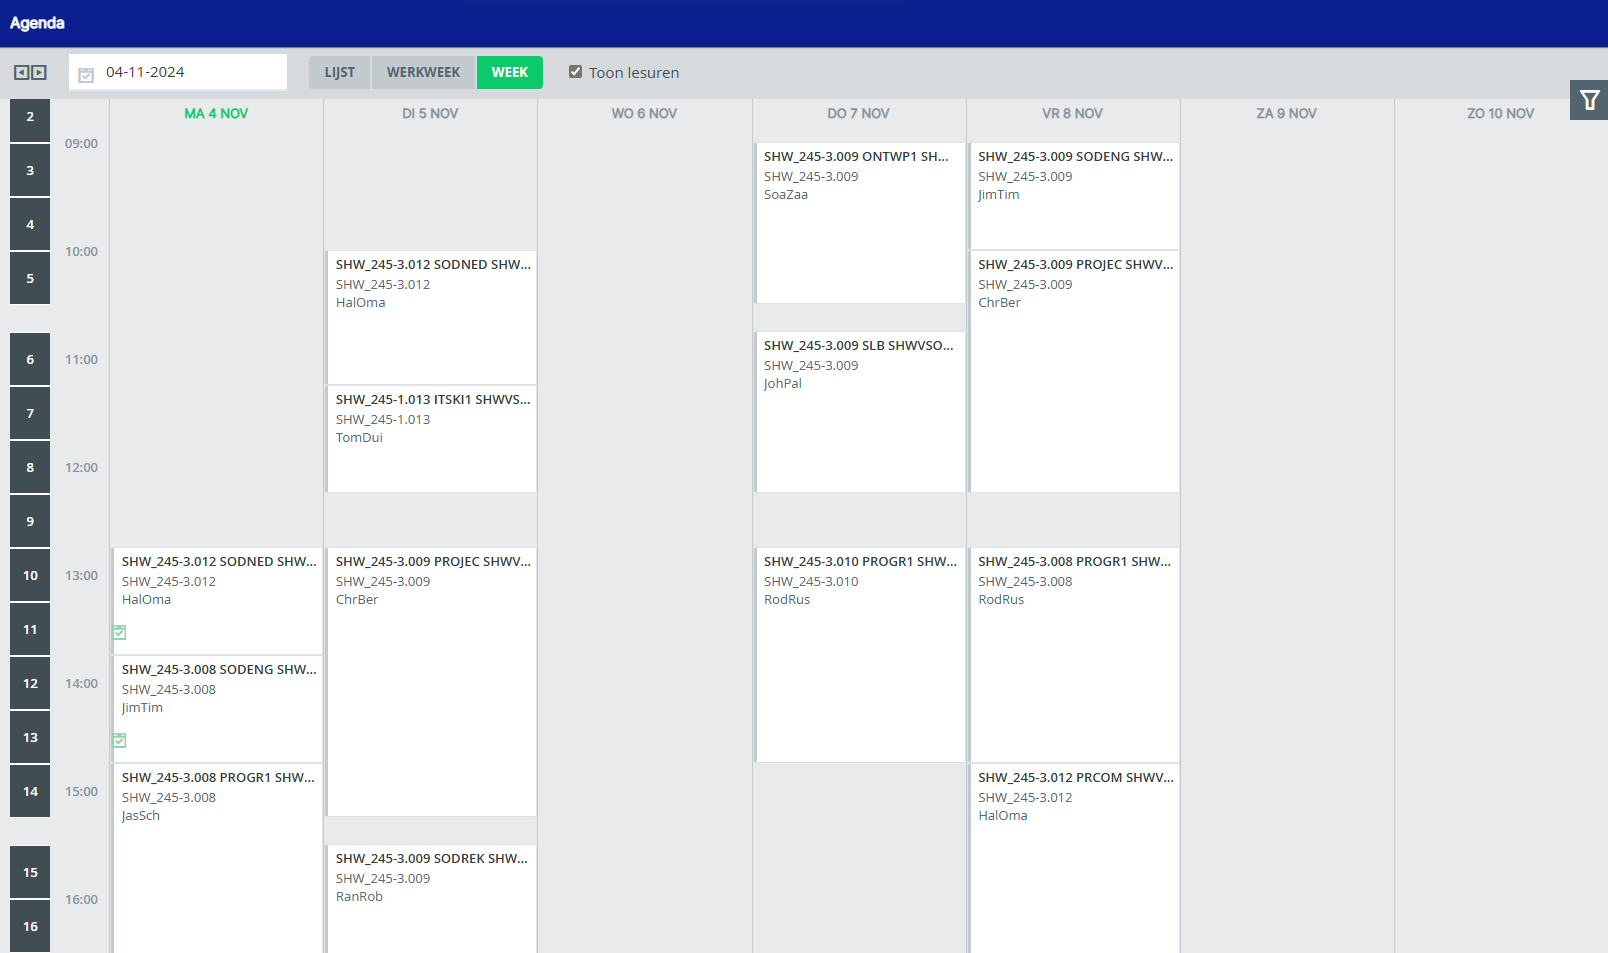 Agenda
04-11-2024
LIJST
WERKWEEK
WEEK
Toon lesuren
MA 4 NOV
DI 5 NOV
WO 6 NOV
DO 7 NOV
VR 8 NOV
ZA 9 NOV
ZO 10 NOV
2
3
4
5
6
7
8
9
10
11
12
13
14
15
16
09:00
10:00
11:00
12:00
13:00
14:00
15:00
16:00
SHW_245-3.012 SODNED SHW...
SHW_245-3.012
HalOma
SHW_245-3.008 SODENG SHW...
SHW_245-3.008
JimTim
SHW_245-3.008 PROGR1 SHW...
SHW_245-3.008
JasSch
SHW_245-3.012 SODNED SHW...
SHW_245-3.012
HalOma
SHW_245-1.013 ITSKI1 SHWVS...
SHW_245-1.013
TomDui
SHW_245-3.009 PROJEC SHWV...
SHW_245-3.009
ChrBer
SHW_245-3.009 SODREK SHW...
SHW_245-3.009
RanRob
SHW_245-3.009 ONTWP1 SH...
SHW_245-3.009
SoaZaa
SHW_245-3.009 SLB SHWVSO...
SHW_245-3.009
JohPal
SHW_245-3.010 PROGR1 SHW...
SHW_245-3.010
RodRus
SHW_245-3.009 SODENG SHW...
SHW_245-3.009
JimTim
SHW_245-3.009 PROJEC SHWV...
SHW_245-3.009
ChrBer
SHW_245-3.008 PROGR1 SHW...
SHW_245-3.008
RodRus
SHW_245-3.012 PRCOM SHWV...
SHW_245-3.012
HalOma